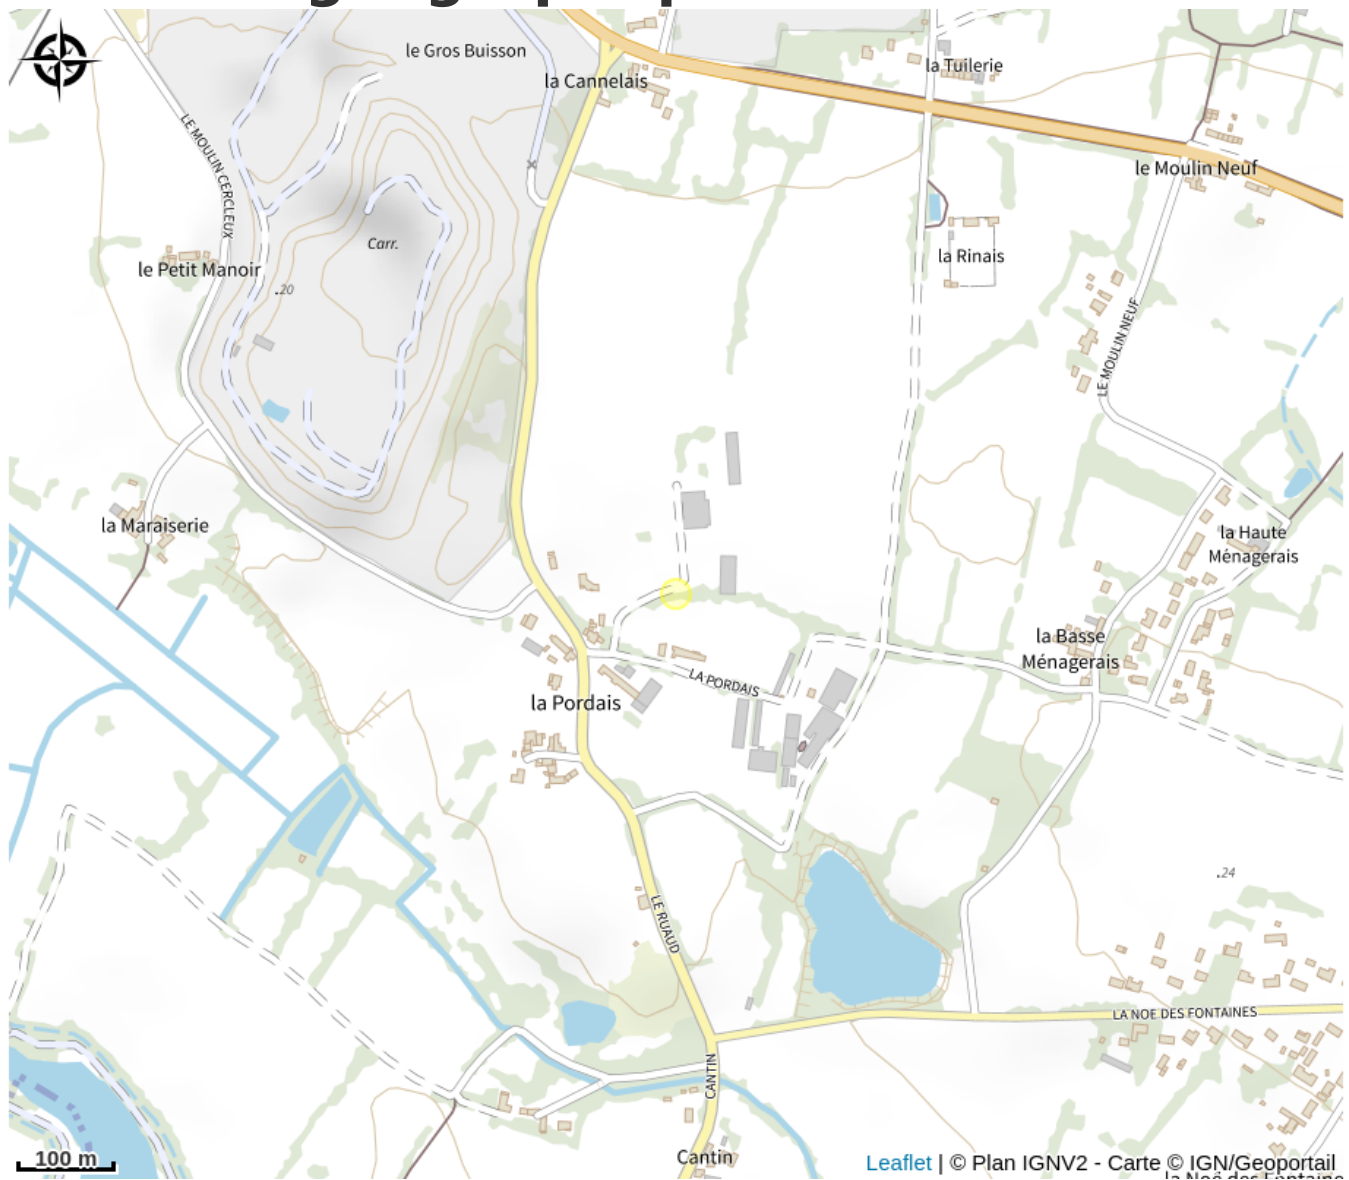 le Gros Buisson
la Cannelais
la Tuilerie
LE MOULIN CERCLEUX
le Moulin Neuf
Carr.
le Petit Manoir
la Rinais
.20
LE MOULIN NEUF
la Maraiserie
la Haute
Ménagerais
la Basse
Ménagerais
LA PORDAIS
la Pordais
.24
LE RUAUD
LA NOE DES FONTAINES
CANTIN
Cantin
100 m
Leaflet | © Plan IGNV2 - Carte © IGN/Geoportail